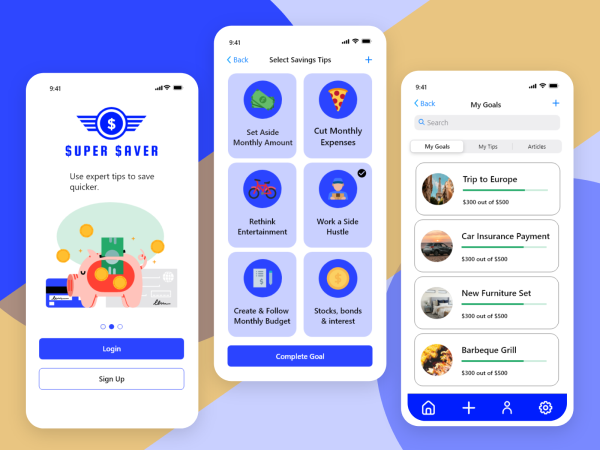 9:41
$
$UPER $AVER
Use expert tips to save
quicker.
Login
Sign Up
9:41
Back
Select Savings Tips
+
Set Aside
Monthly Amount
Cut Monthly
Expenses
Rethink
Entertainment
Work a Side
Hustle
Create & Follow
Monthly Budget
Stocks, bonds
& interest
Complete Goal
9:41
Back
My Goals
+
Search
My Goals
My Tips
Articles
Trip to Europe
$300 out of $500
Car Insurance Payment
$300 out of $500
New Furniture Set
$300 out of $500
Barbeque Grill
$300 out of $500